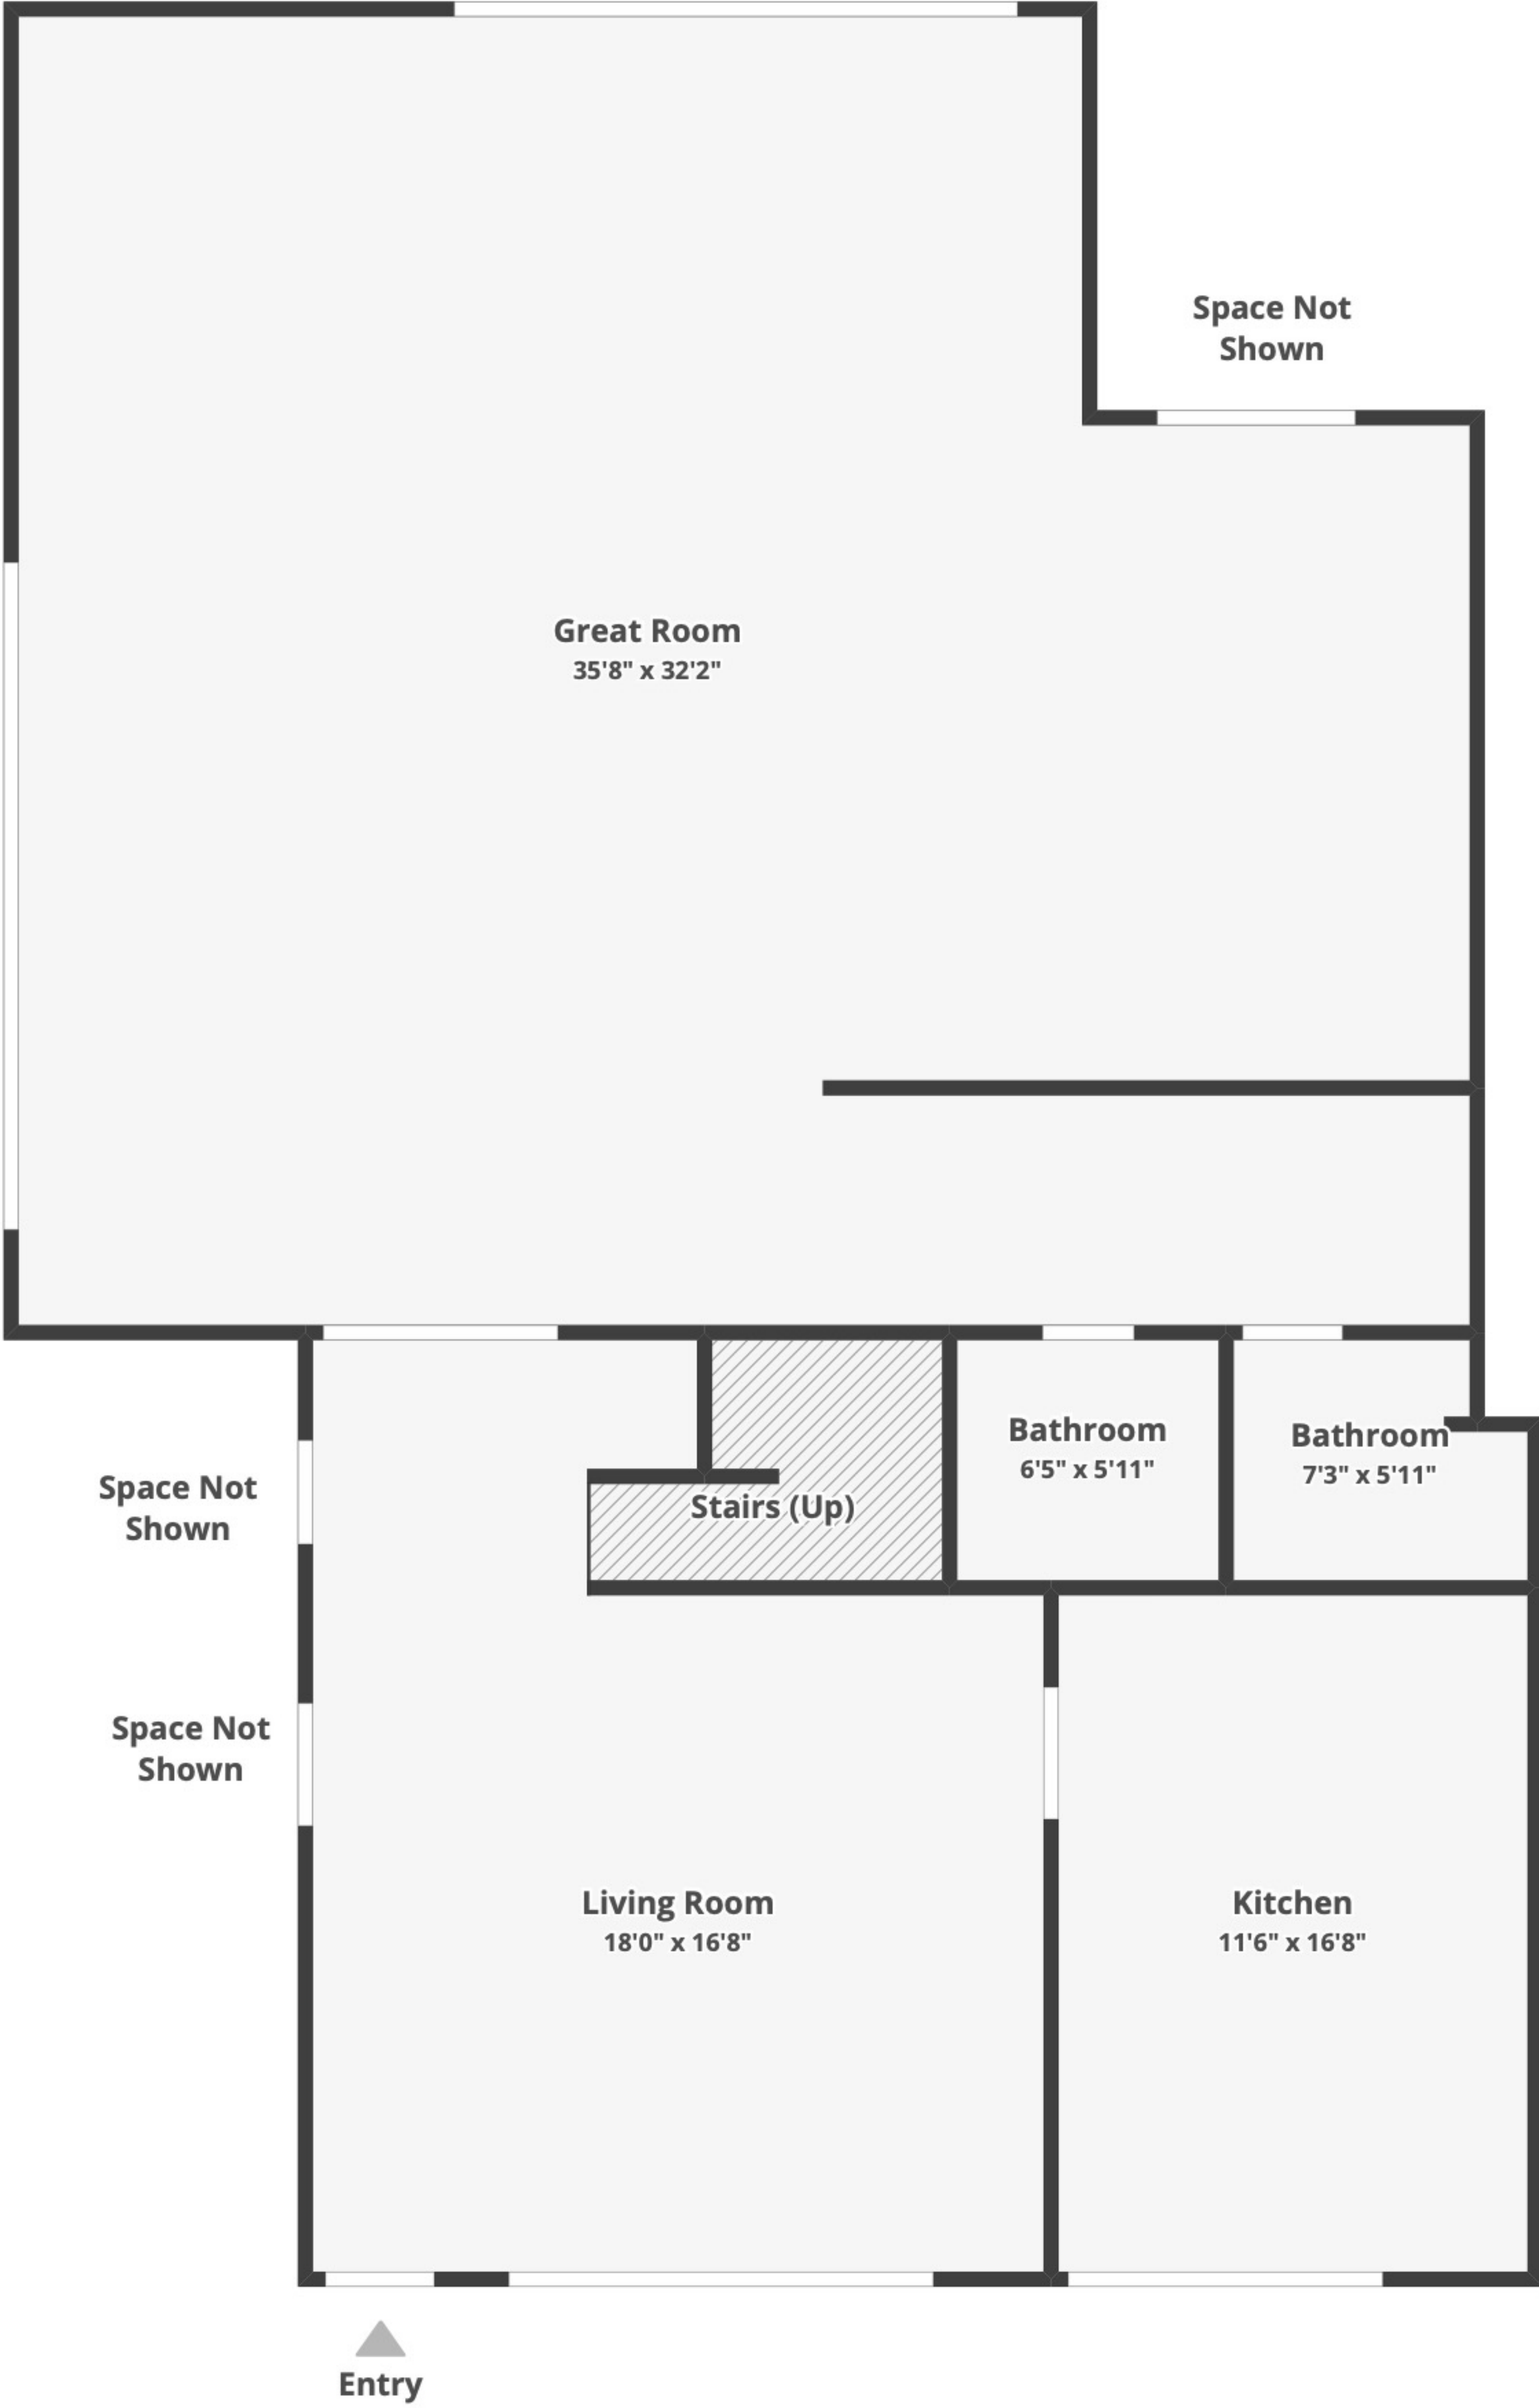 Space Not
Shown
Great Room
35'8" x 32'2"
Bathroom
6'5" x 5'11"
Bathroom
7'3" x 5'11"
Space Not
Shown
Stairs (Up)
Space Not
Shown
Living Room
18'0" x 16'8"
Kitchen
11'6" x 16'8"
Entry